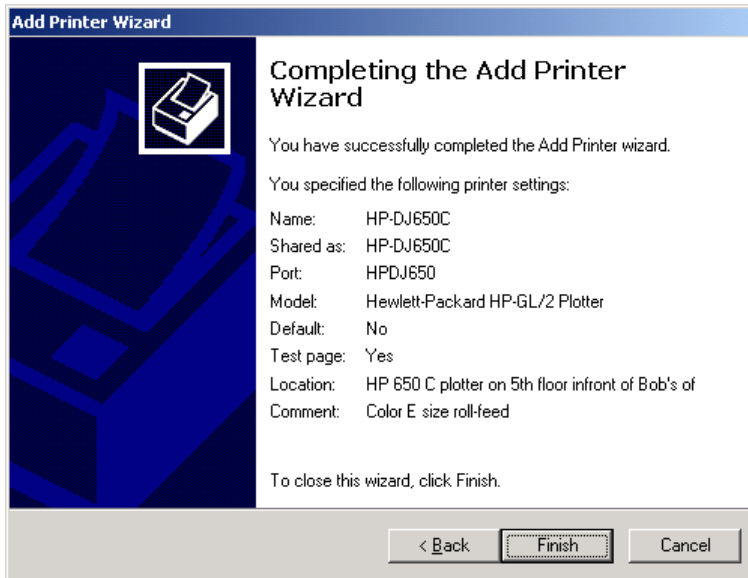 Add Printer Wizard
Completing the Add Printer
Wizard
You have successfully completed the Add Printer wizard.
You specified the following printer settings:
Name: HP-DJ650C
Shared as: HP-DJ650C
Port: HPDJ650
Model: Hewlett-Packard HP-GL/2 Plotter
Default: No
Test page: Yes
Location: HP 650 C plotter on 5th floor infront of Bob's of
Comment: Color E size roll-feed
To close this wizard, click Finish.
< Back Finish Cancel